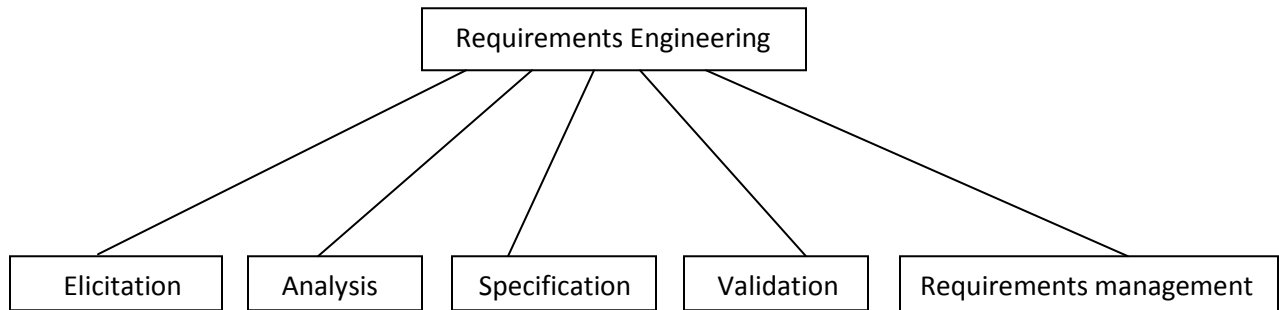 Requirements Engineering
Elicitation
Analysis
Specification
Validation
Requirements management